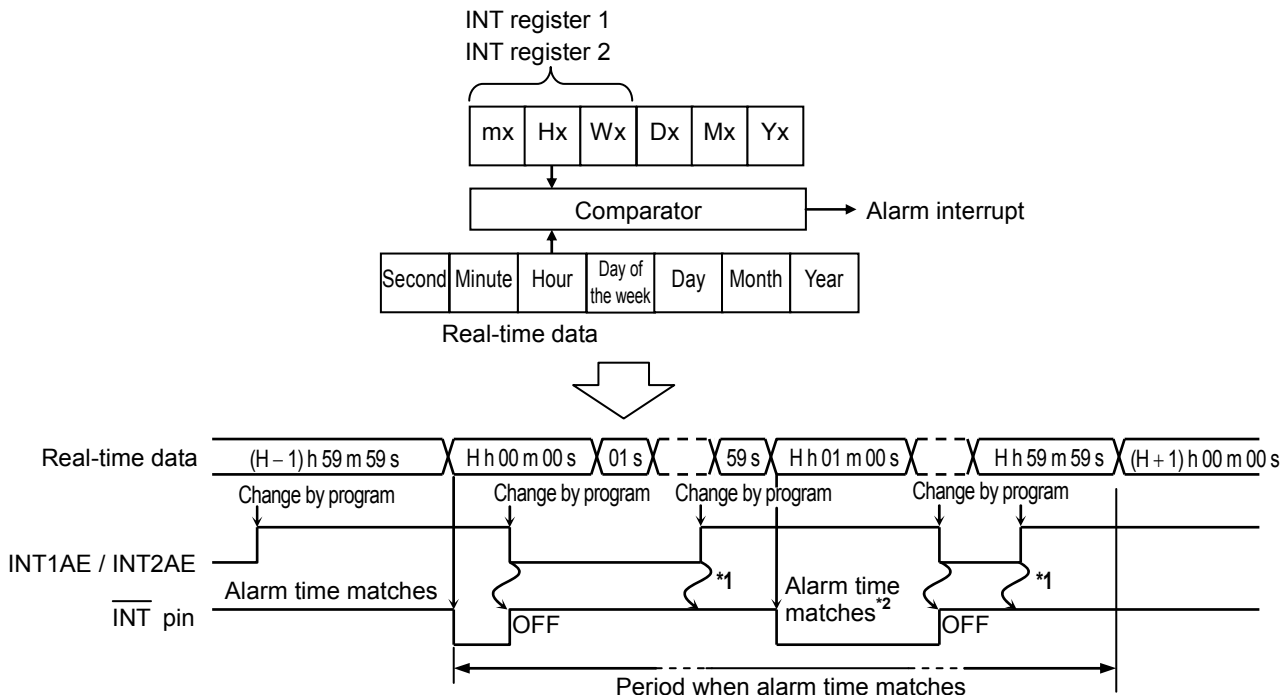 INT register 1
INT register 2
mx Hx Wx Dx Mx Yx
Comparator
Alarm interrupt
Second Minute Hour Day of the week Day Month Year
Real-time data
Real-time data (H − 1) h 59 m 59 s H h 00 m 00 s 01 s 59 s H h 01 m 00 s H h 59 m 59 s (H + 1) h 00 m 00 s
Change by program Change by program Change by program Change by program
INT1AE / INT2AE
*1 *1
Alarm time matches
Alarm time matches*2
INT pin
OFF OFF
Period when alarm time matches